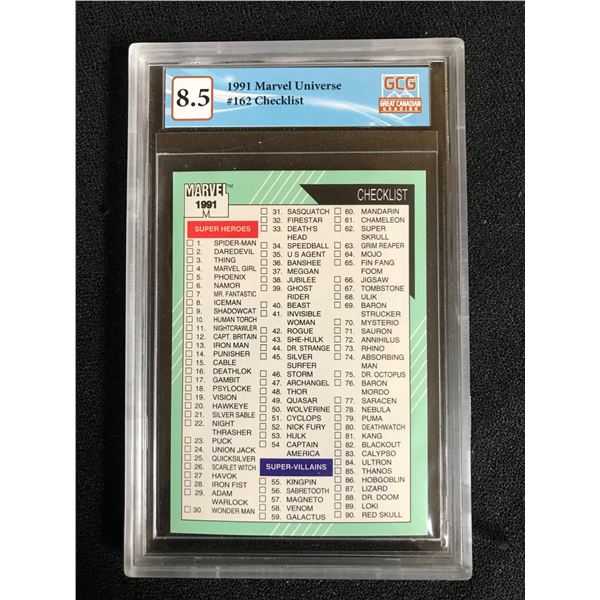 8.5
1991 Marvel Universe
#162 Checklist
GCG
GREAT CANADIAN
GRADING
MARVEL™
1991
M
CHECKLIST
SUPER HEROES
1. SPIDER-MAN
2. DAREDEVIL
3. THING
4. MARVEL GIRL
5. PHOENIX
6. NAMOR
7. MR. FANTASTIC
8. ICEMAN
9. SHADOWCAT
10. HUMAN TORCH
11. NIGHTCRAWLER
12. CAPT. BRITAIN
13. IRON MAN
14. PUNISHER
15. CABLE
16. DEATHLOK
17. GAMBIT
18. PSYLOCKE
19. VISION
20. HAWKEYE
21. SILVER SABLE
22. NIGHT
THRASHER
23. PUCK
24. UNION JACK
25. QUICKSILVER
26. SCARLET WITCH
27. HAVOK
28. IRON FIST
29. ADAM
WARLOCK
30. WONDER MAN
31. SASQUATCH
32. FIRESTAR
33. DEATH'S
HEAD
34. SPEEDBALL
35. U S AGENT
36. BANSHEE
37. MEGGAN
38. JUBILEE
39. GHOST
RIDER
40. BEAST
41. INVISIBLE
WOMAN
42. ROGUE
43. SHE-HULK
44. DR. STRANGE
45. SILVER
SURFER
46. STORM
47. ARCHANGEL
48. THOR
49. QUASAR
50. WOLVERINE
51. CYCLOPS
52. NICK FURY
53. HULK
54. CAPTAIN
AMERICA
SUPER-VILLAINS
55. KINGPIN
56. SABRETOOTH
57. MAGNETO
58. VENOM
59. GALACTUS
60. MANDARIN
61. CHAMELEON
62. SUPER
SKRULL
63. GRIM REAPER
64. MOJO
65. FIN FANG
FOOM
66. JIGSAW
67. TOMBSTONE
68. ULIK
69. BARON
STRUCKER
70. MYSTERIO
71. SAURON
72. ANNIHILUS
73. RHINO
74. ABSORBING
MAN
75. DR. OCTOPUS
76. BARON
MORDO
77. SARACEN
78. NEBULA
79. PUMA
80. DEATHWATCH
81. KANG
82. BLACKOUT
83. CALYPSO
84. ULTRON
85. THANOS
86. HOBGOBLIN
87. LIZARD
88. DR. DOOM
89. LOKI
90. RED SKULL